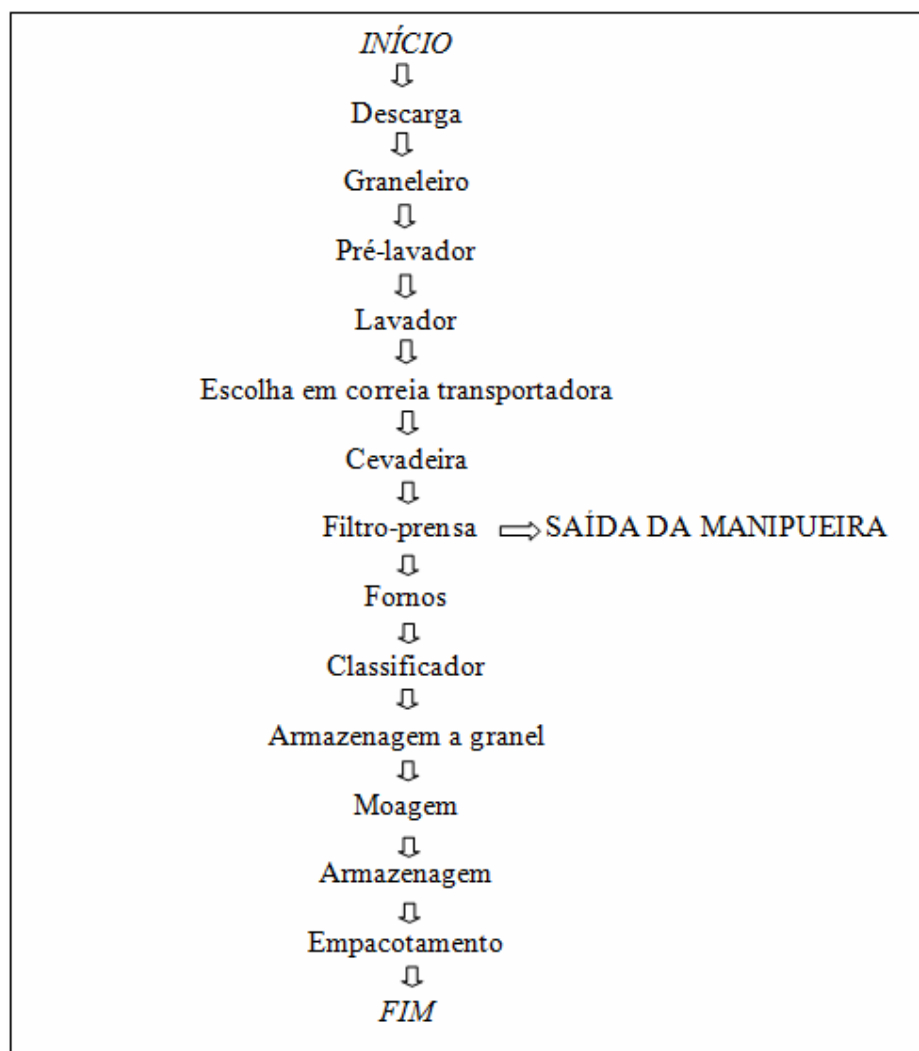 INÍCIO
Descarga
Graneleiro
Pré-lavador
Lavador
Escolha em correia transportadora
Cevadeira
Filtro-prensa SAÍDA DA MANIPUEIRA
Fornos
Classificador
Armazenagem a granel
Moagem
Armazenagem
Empacotamento
FIM